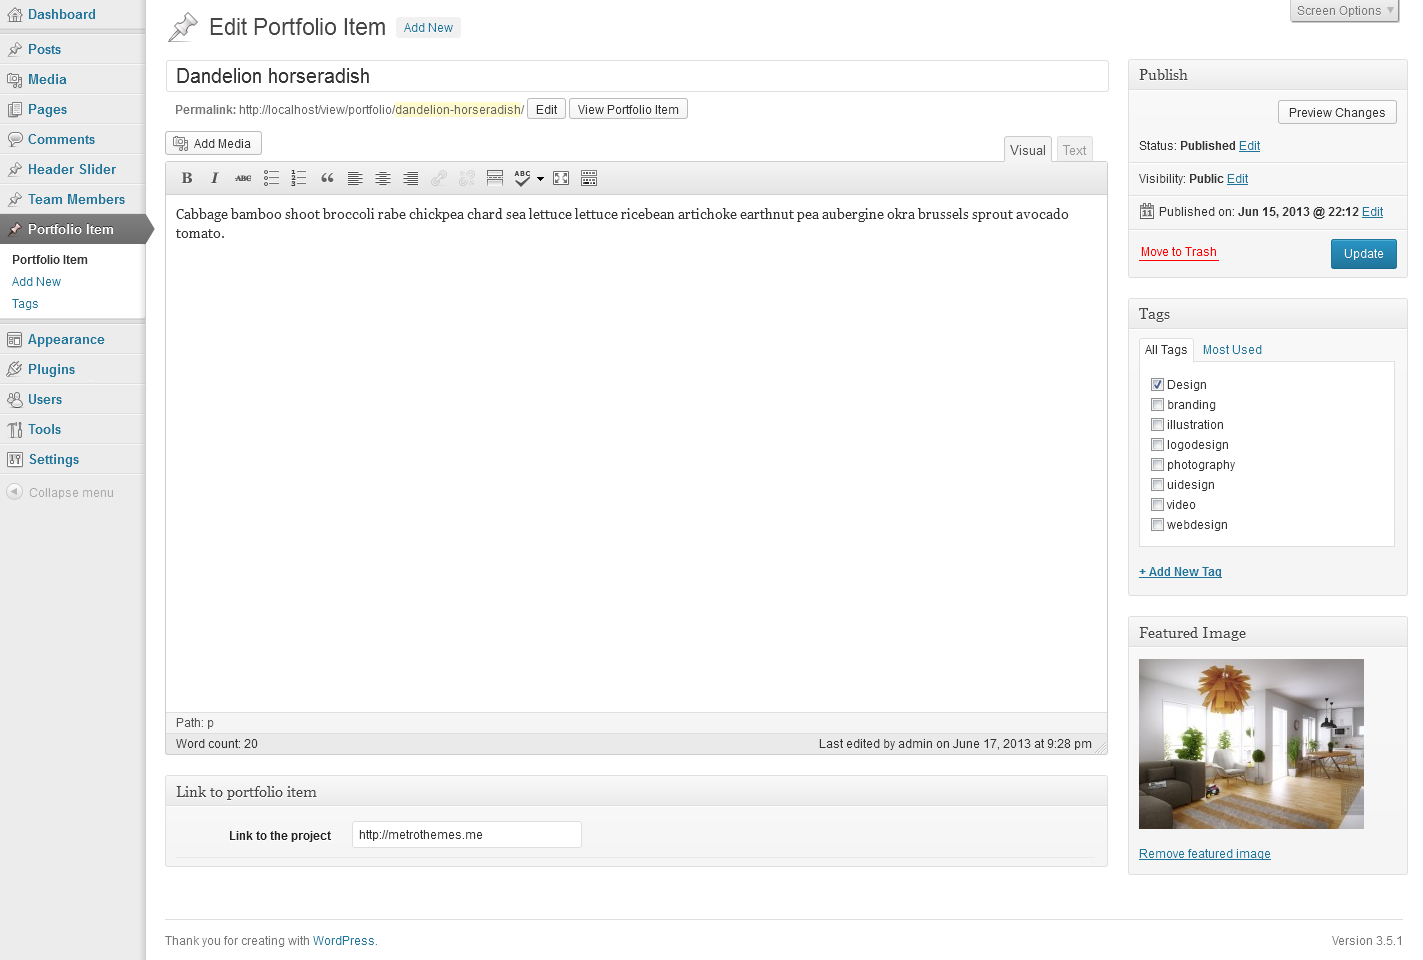 Dashboard
Posts
Media
Pages
Comments
Header Slider
Team Members
Portfolio Item
Portfolio Item
Add New
Tags
Appearance
Plugins
Users
Tools
Settings
Collapse menu
Screen Options
Edit Portfolio Item Add New
Dandelion horseradish
Permalink: http://localhost/view/portfolio/dandelion-horseradish/ Edit View Portfolio Item
Add Media
Visual Text
B I ABC ABC
Cabbage bamboo shoot broccoli rabe chickpea chard sea lettuce lettuce ricebean artichoke earthnut pea aubergine okra brussels sprout avocado
tomato.
Path: p
Word count: 20 Last edited by admin on June 17, 2013 at 9:28 pm
Link to portfolio item
Link to the project http://metrothemes.me
Publish
Preview Changes
Status: Published Edit
Visibility: Public Edit
Published on: Jun 15, 2013 @ 22:12 Edit
Move to Trash Update
Tags
All Tags Most Used
Design
branding
illustration
logodesign
photography
uidesign
video
webdesign
+ Add New Tag
Featured Image
Remove featured image
Thank you for creating with WordPress. Version 3.5.1